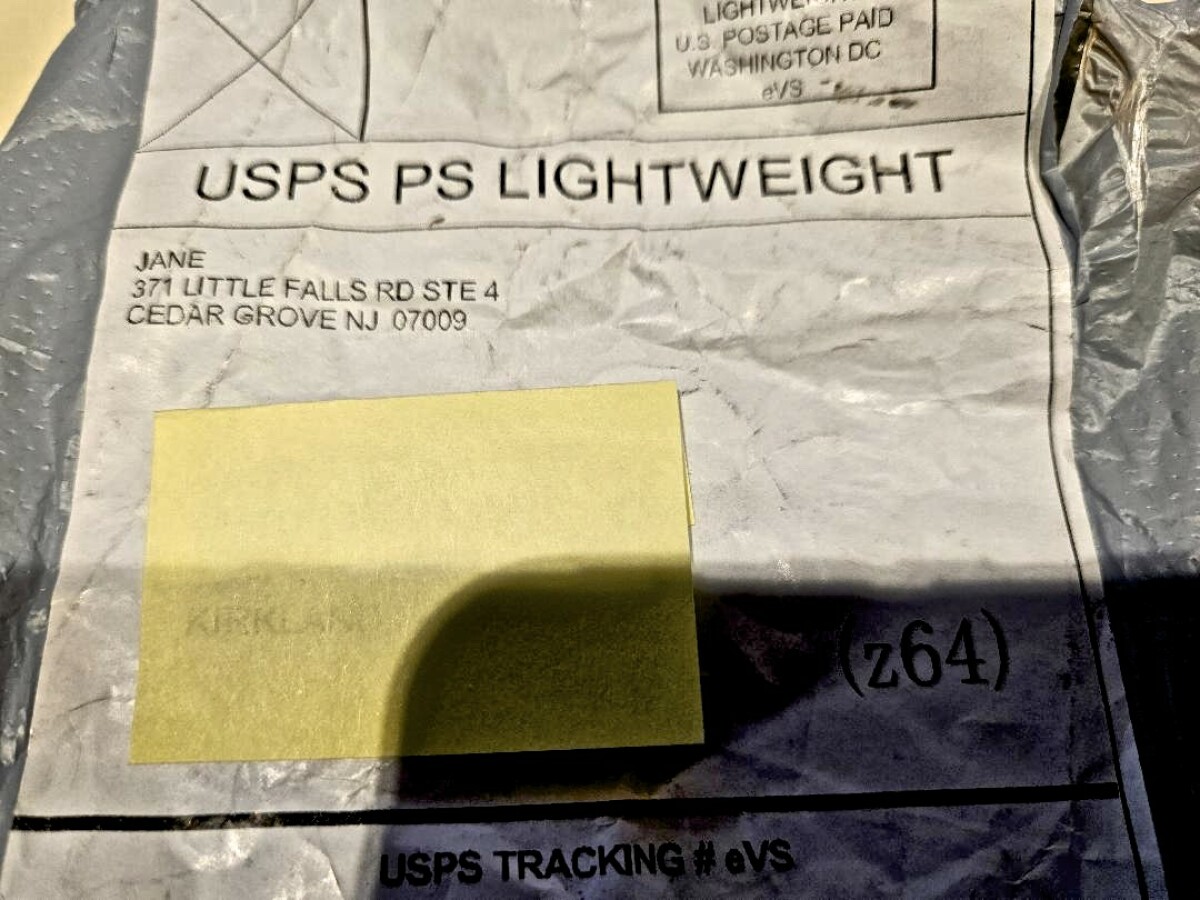 U.S. POSTAGE PAID
WASHINGTON DC
eVS
USPS PS LIGHTWEIGHT
JANE
371 LITTLE FALLS RD STE 4
CEDAR GROVE NJ 07009
(z64)
USPS TRACKING # eVS